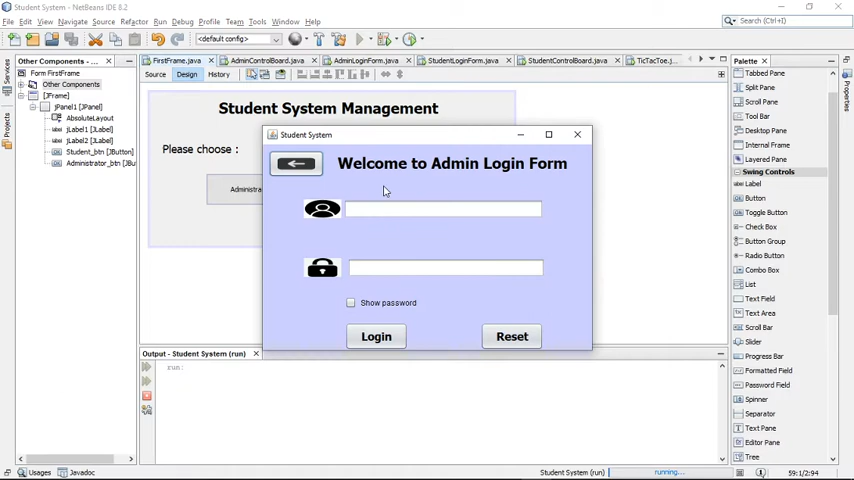 Student System - NetBeans IDE 8.2
File Edit View Navigate Source Refactor Run Debug Profile Team Tools Window Help
Search (Ctrl+I)
<default config>
Other Components -
Form FirstFrame
Other Components
[JFrame]
jPanel1 [JPanel]
AbsoluteLayout
jLabel1 [JLabel]
jLabel2 [JLabel]
Student_btn [JButton]
Administrator_btn [JBu
Services
Projects
FirstFrame.java AdminControlBoard.java AdminLoginForm.java StudentLoginForm.java StudentControlBoard.java TicTacToe.j...
Source Design History
Student System Management
Please choose :
Administra
Student System
Welcome to Admin Login Form
Show password
Login Reset
Output - Student System (run)
run:
Palette
Tabbed Pane
Split Pane
Scroll Pane
Tool Bar
Desktop Pane
Internal Frame
Layered Pane
Swing Controls
Label
Button
Toggle Button
Check Box
Button Group
Radio Button
Combo Box
List
Text Field
Text Area
Scroll Bar
Slider
Progress Bar
Formatted Field
Password Field
Spinner
Separator
Text Pane
Editor Pane
Tree
Properties
Usages Javadoc
Student System (run) running... 59:1/2:94